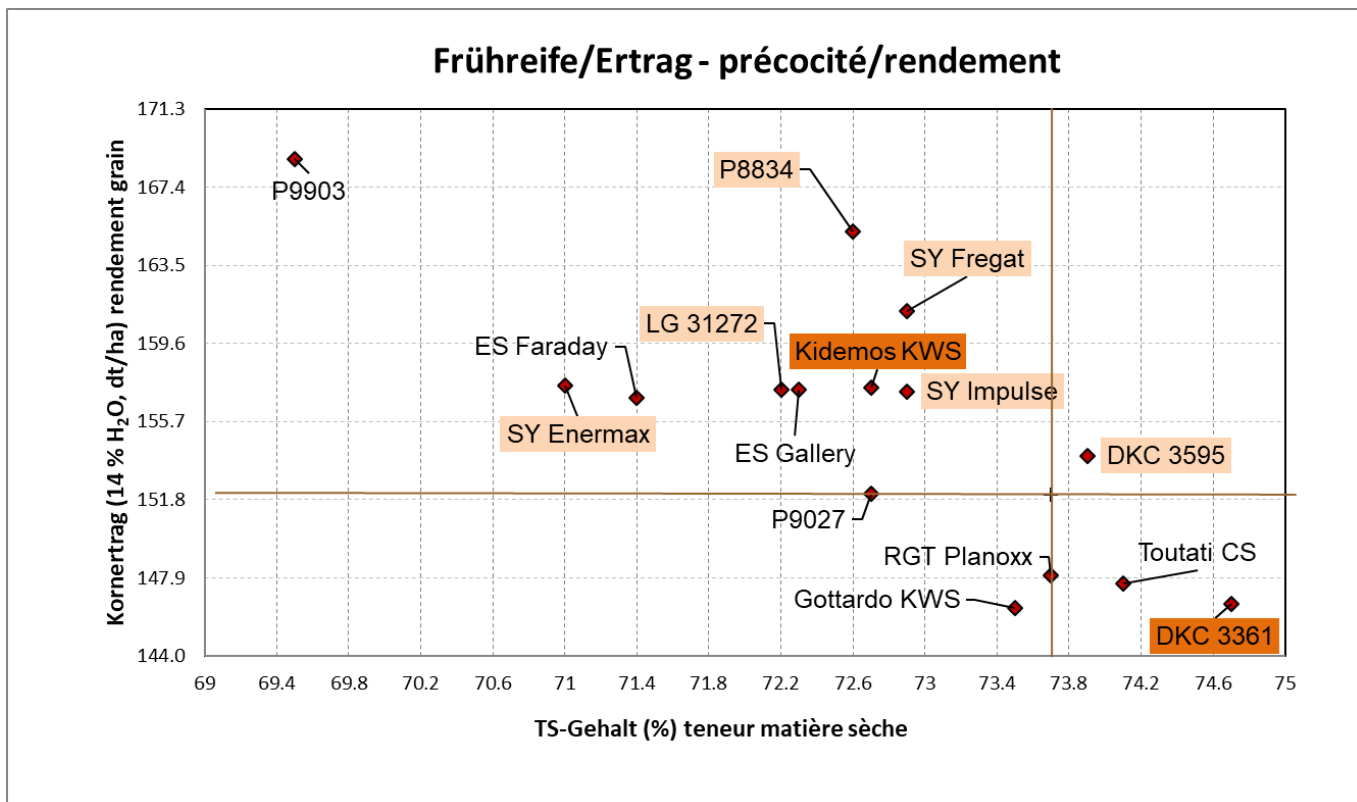 Frühreife/Ertrag - précocité/rendement
Kornertrag (14 % H₂O, dt/ha) rendement grain
171.3
167.4
163.5
159.6
155.7
151.8
147.9
144.0
P9903
P8834
SY Fregat
LG 31272
Kidemos KWS
ES Faraday
SY Impulse
SY Enermax
ES Gallery
DKC 3595
P9027
RGT Planoxx
Toutati CS
Gottardo KWS
DKC 3361
69 69.4 69.8 70.2 70.6 71 71.4 71.8 72.2 72.6 73 73.4 73.8 74.2 74.6 75
TS-Gehalt (%) teneur matière sèche